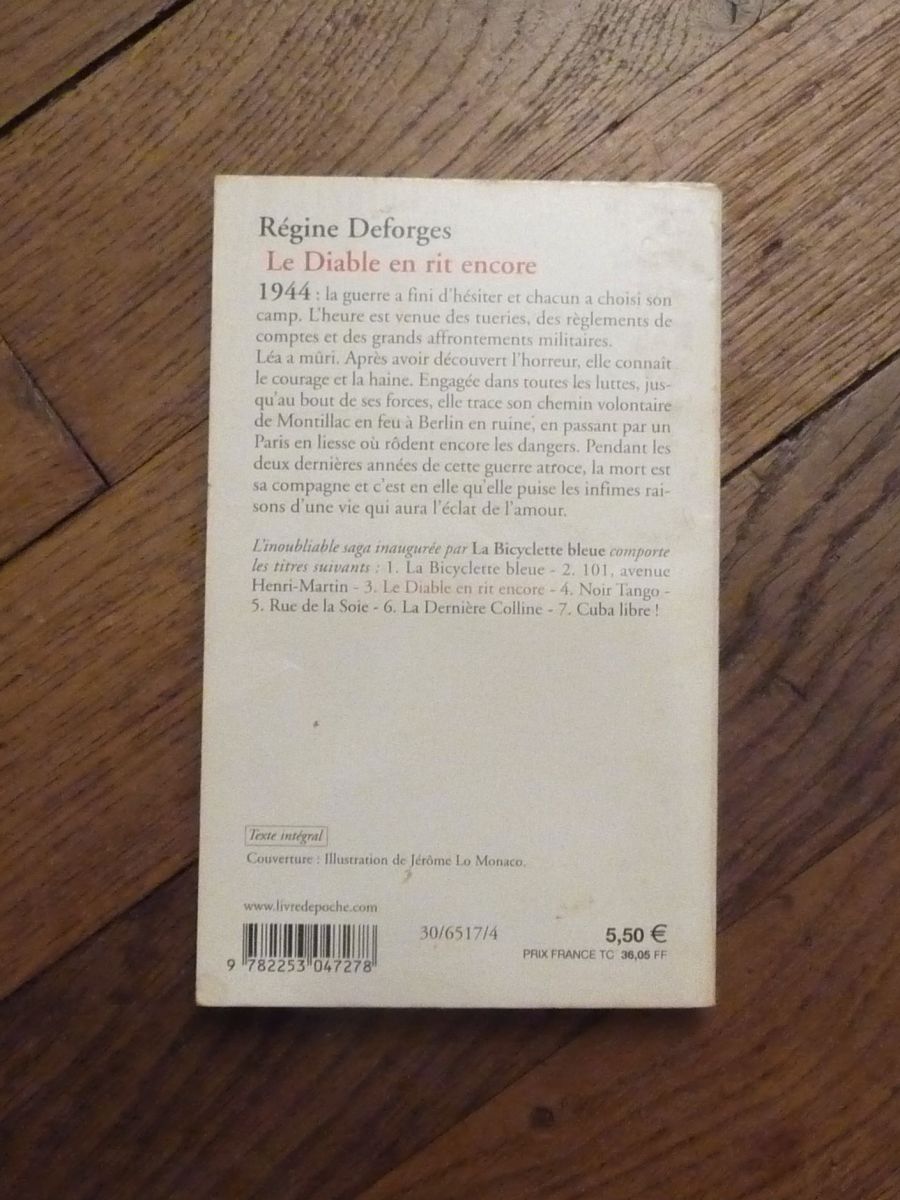 Régine Deforges
Le Diable en rit encore
1944 : la guerre a fini d'hésiter et chacun a choisi son
camp. L'heure est venue des tueries, des règlements de
comptes et des grands affrontements militaires.
Léa a mûri. Après avoir découvert l'horreur, elle connaît
le courage et la haine. Engagée dans toutes les luttes, jus-
qu'au bout de ses forces, elle trace son chemin volontaire
de Montillac en feu à Berlin en ruine, en passant par un
Paris en liesse où rôdent encore les dangers. Pendant les
deux dernières années de cette guerre atroce, la mort est
sa compagne et c'est en elle qu'elle puise les infimes rai-
sons d'une vie qui aura l'éclat de l'amour.
L'inoubliable saga inaugurée par La Bicyclette bleue comporte
les titres suivants : 1. La Bicyclette bleue - 2. 101, avenue
Henri-Martin - 3. Le Diable en rit encore - 4. Noir Tango -
5. Rue de la Soie - 6. La Dernière Colline - 7. Cuba libre !
Texte intégral
Couverture : Illustration de Jérôme Lo Monaco.
www.livredepoche.com
30/6517/4
5,50 €
PRIX FRANCE TC 36,05 FF
9 782253 047278